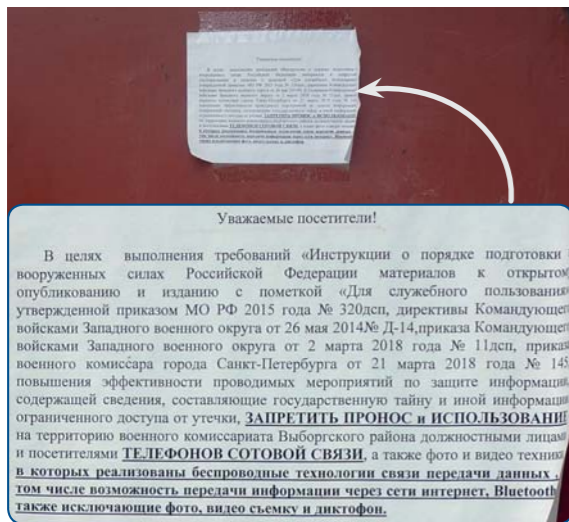 Уважаемые посетители!
В целях выполнения требований «Инструкции о порядке подготовки
вооруженных силах Российской Федерации материалов к открытом
опубликованию и изданию с пометкой «Для служебного пользования
утвержденной приказом МО РФ 2015 года № 320дсп, директивы Командующег
войсками Западного военного округа от 26 мая 2014№ Д-14,приказа Командующег
войсками Западного военного округа от 2 марта 2018 года № 11дсп, приказ
военного комиссара города Санкт-Петербурга от 21 марта 2018 года № 145
повышения эффективности проводимых мероприятий по защите информации
содержащей сведения, составляющие государственную тайну и иной информации
ограниченного доступа от утечки, ЗАПРЕТИТЬ ПРОНОС и ИСПОЛЬЗОВАНИЕ
на территорию военного комиссариата Выборгского района должностными лицами
и посетителями ТЕЛЕФОНОВ СОТОВОЙ СВЯЗИ, а также фото и видео техники
в которых реализованы беспроводные технологии связи передачи данных ,
том числе возможность передачи информации через сети интернет, Bluetooth
также исключающие фото, видео съемку и диктофон.